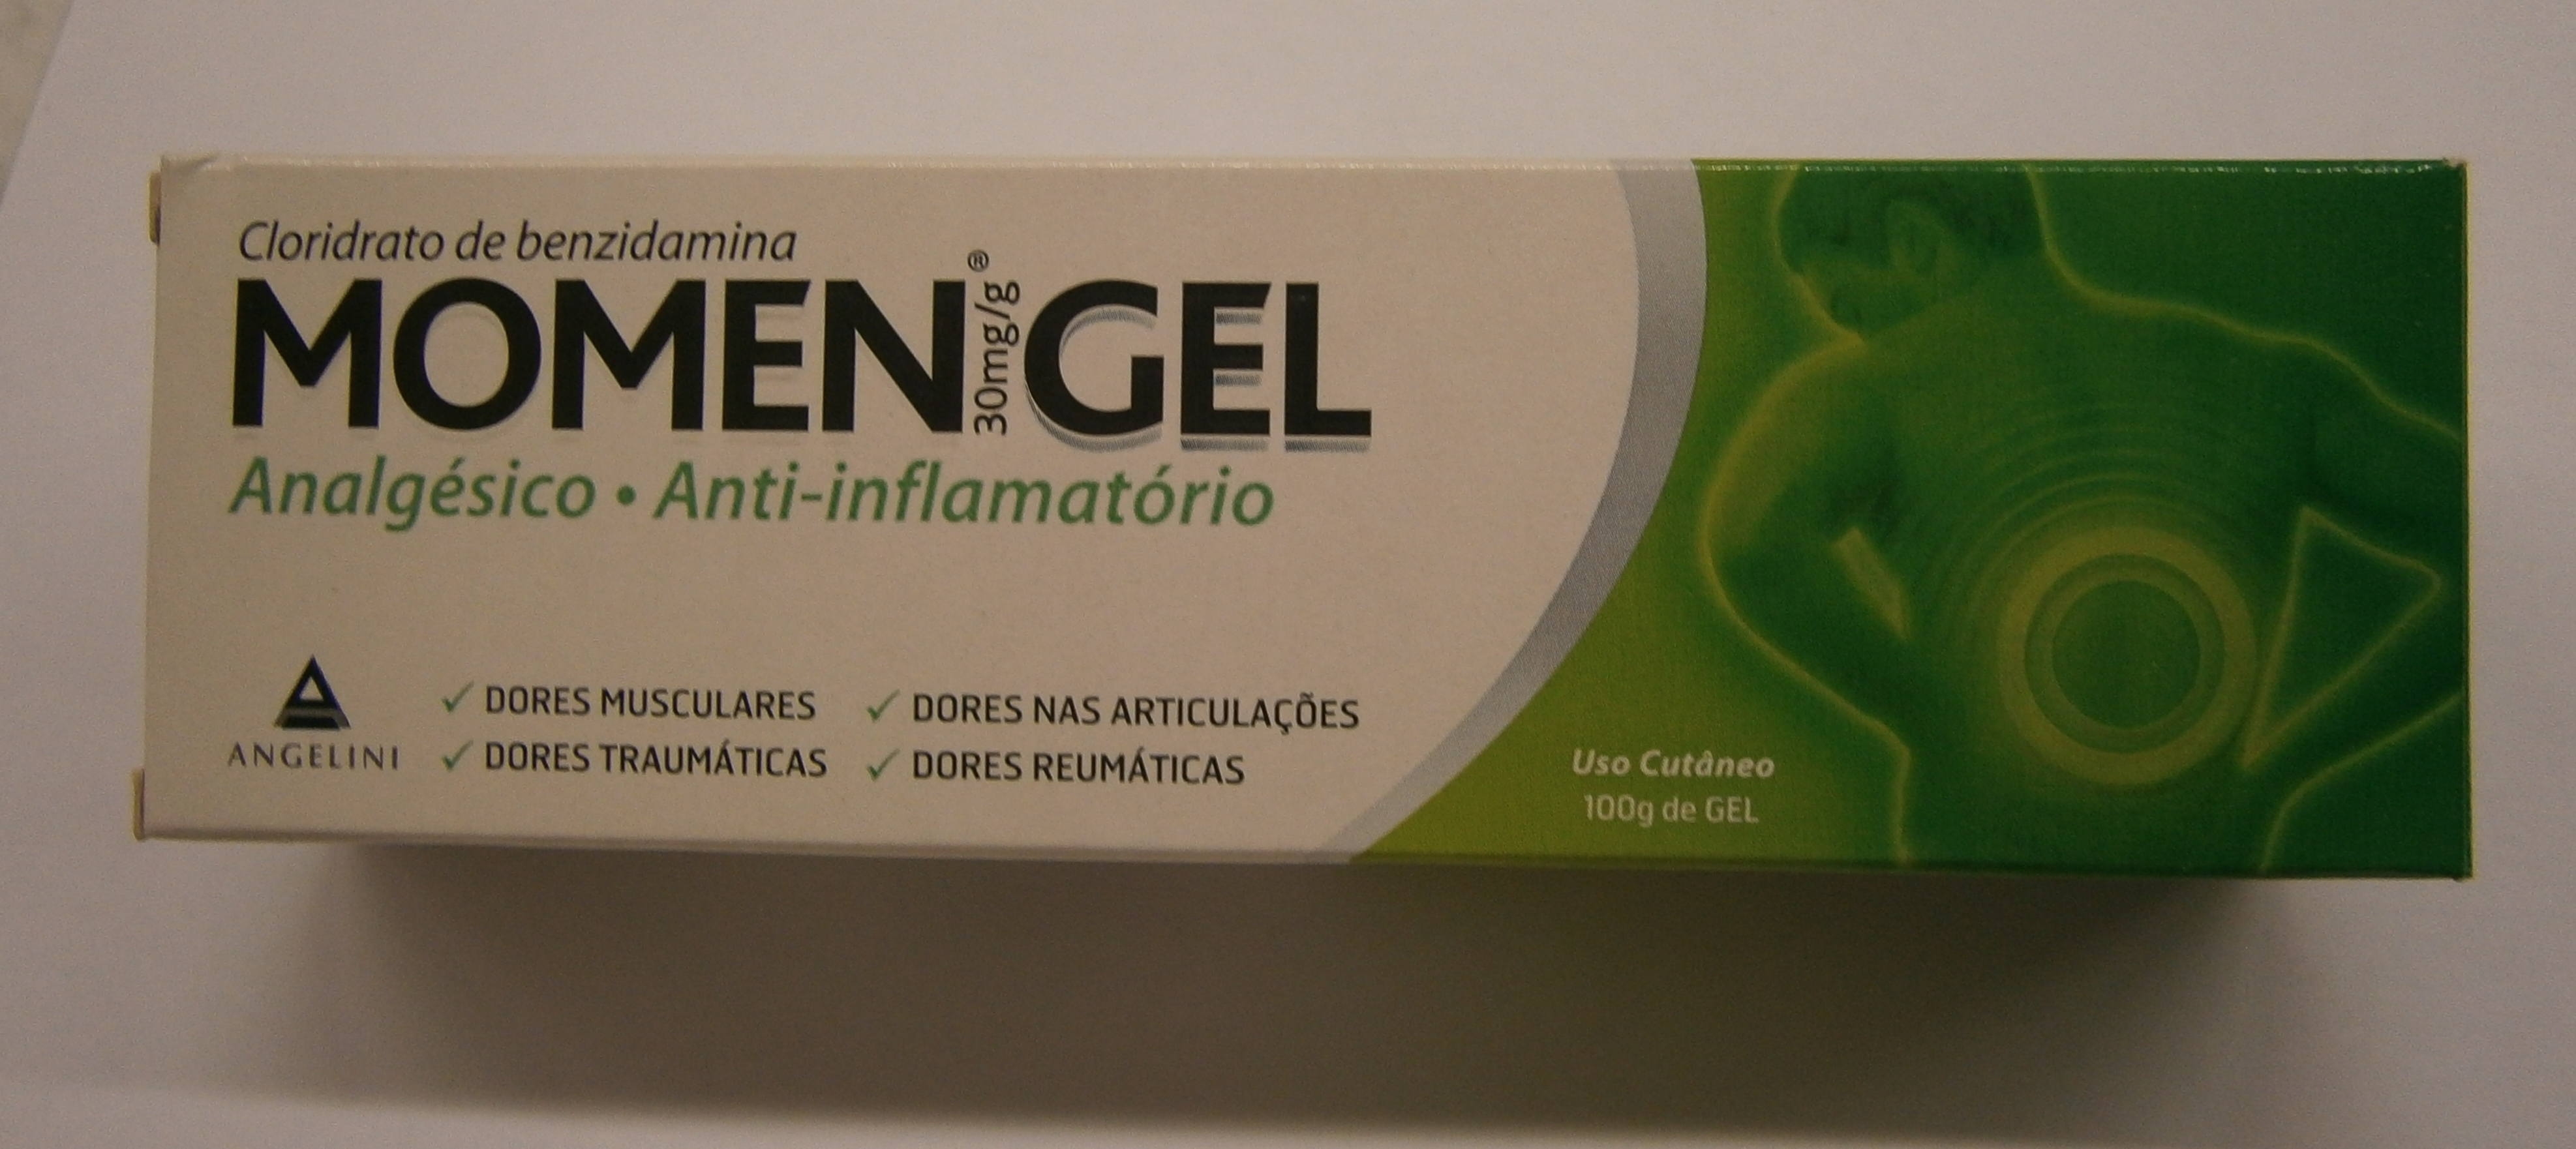 Cloridrato de benzidamina
MOMEN® 30mg/g GEL
Analgésico • Anti-inflamatório
ANGELINI
✓ DORES MUSCULARES ✓ DORES NAS ARTICULAÇÕES
✓ DORES TRAUMÁTICAS ✓ DORES REUMÁTICAS
Uso Cutâneo
100g de GEL